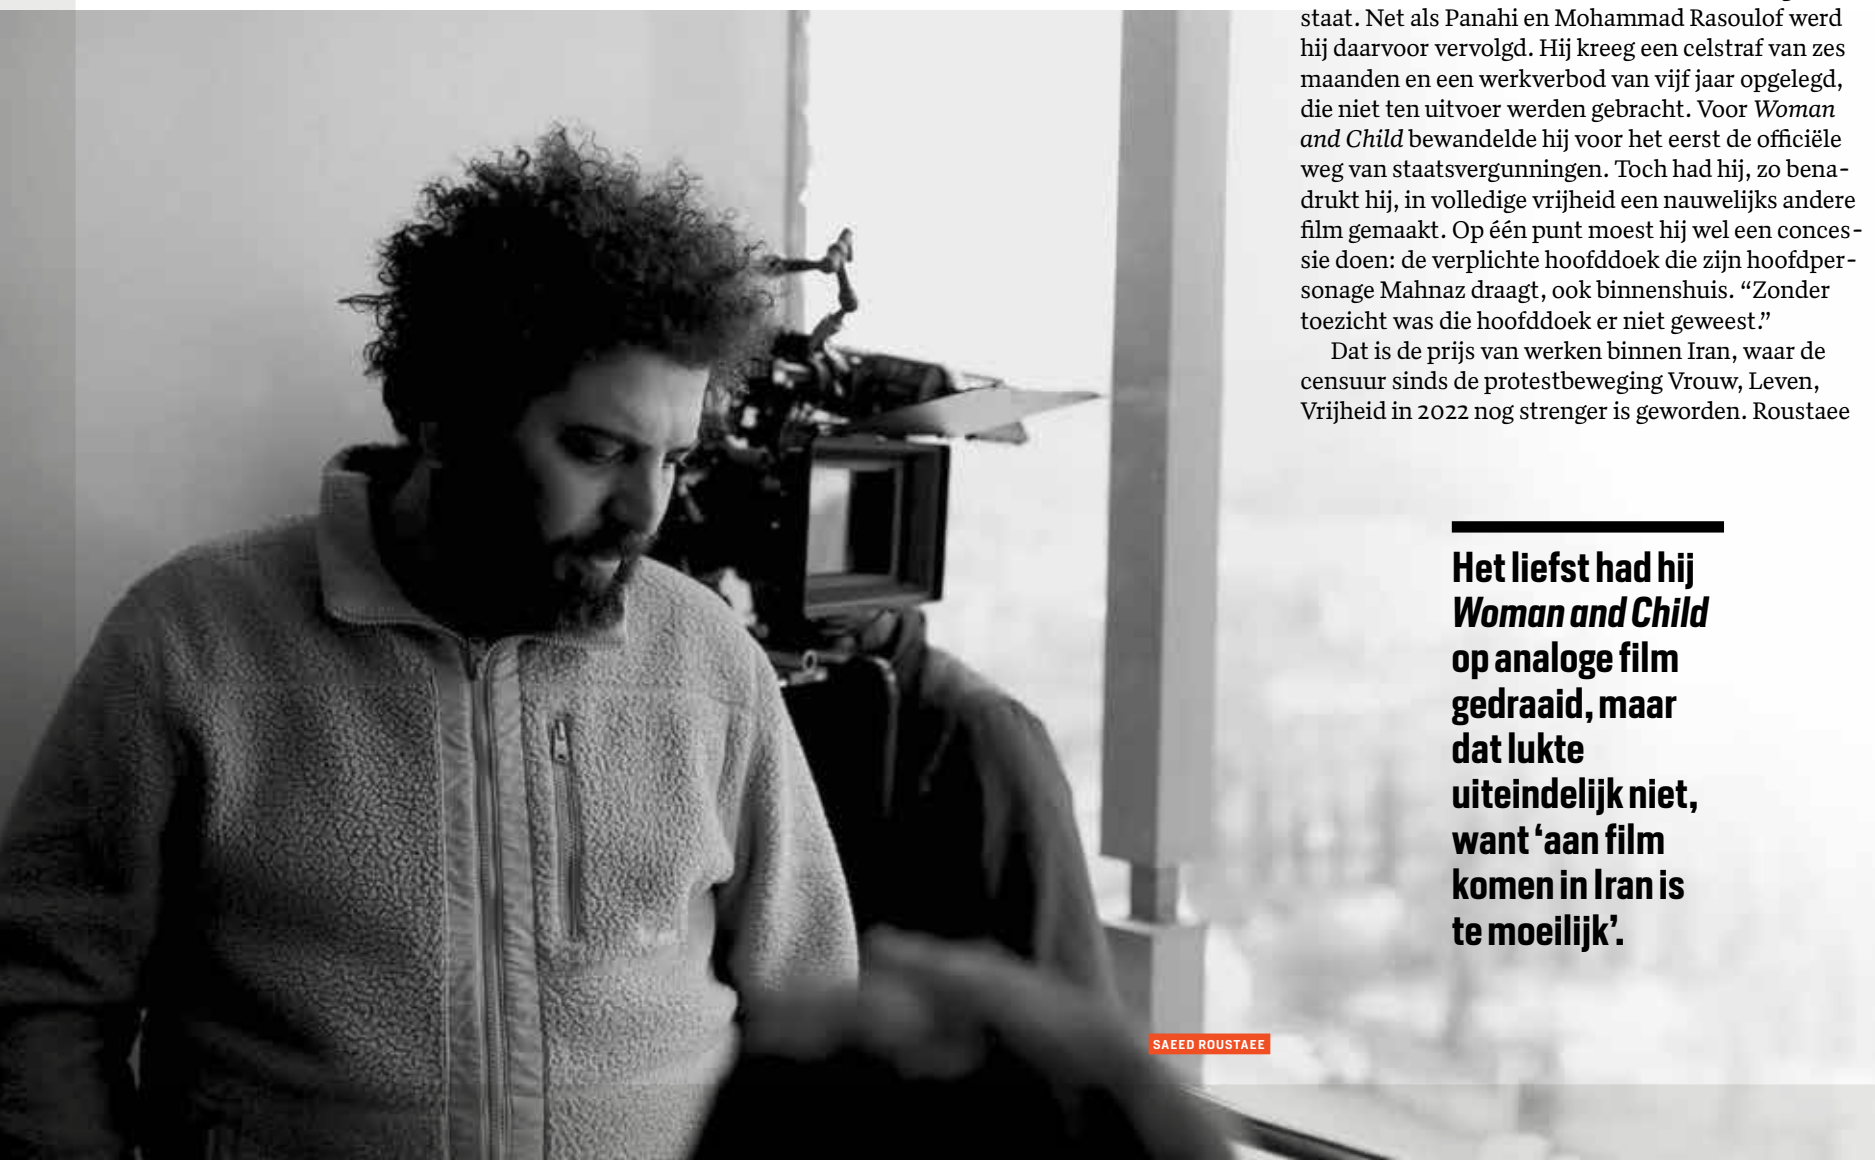 staat. Net als Panahi en Mohammad Rasoulof werd
hij daarvoor vervolgd. Hij kreeg een celstraf van zes
maanden en een werkverbod van vijf jaar opgelegd,
die niet ten uitvoer werden gebracht. Voor Woman
and Child bewandelde hij voor het eerst de officiële
weg van staatsvergunningen. Toch had hij, zo bena-
drukt hij, in volledige vrijheid een nauwelijks andere
film gemaakt. Op één punt moest hij wel een conces-
sie doen: de verplichte hoofddoek die zijn hoofdper-
sonage Mahnaz draagt, ook binnenshuis. “Zonder
toezicht was die hoofddoek er niet geweest.”
Dat is de prijs van werken binnen Iran, waar de
censuur sinds de protestbeweging Vrouw, Leven,
Vrijheid in 2022 nog strenger is geworden. Roustaee
Het liefst had hij
Woman and Child
op analoge film
gedraaid, maar
dat lukte
uiteindelijk niet,
want ‘aan film
komen in Iran is
te moeilijk’.
SAEED ROUSTAEE